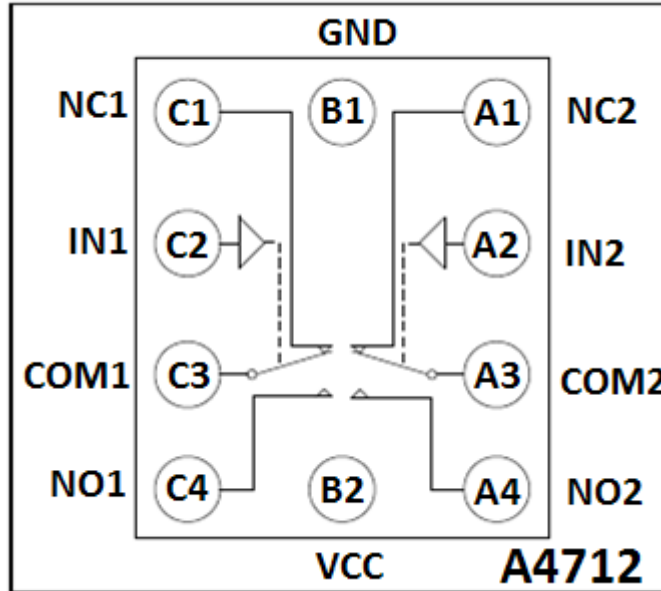 GND
NC1 C1 B1 A1 NC2
IN1 C2 A2 IN2
COM1 C3 A3 COM2
NO1 C4 B2 A4 NO2
VCC A4712